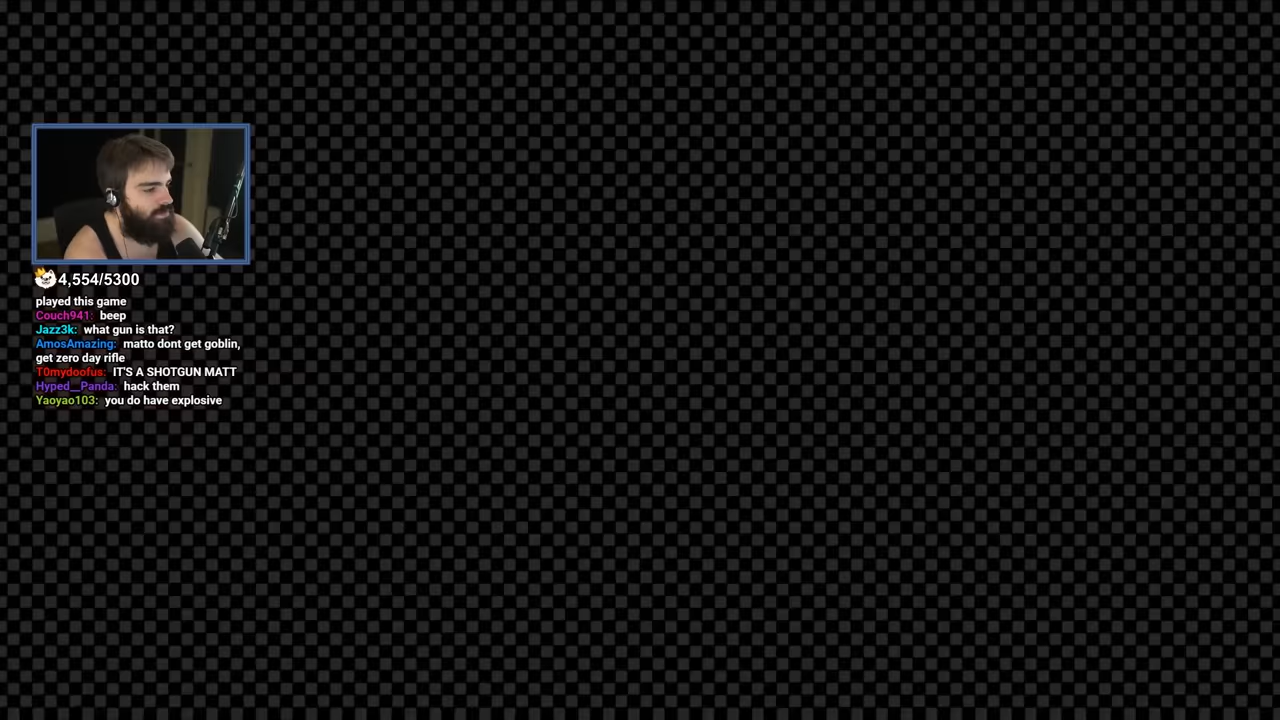 4,554/5300
played this game
Couch941: beep
Jazz3k: what gun is that?
AmosAmazing: matto dont get goblin,
get zero day rifle
T0mydoofus: IT'S A SHOTGUN MATT
Hyped__Panda: hack them
Yaoyao103: you do have explosive